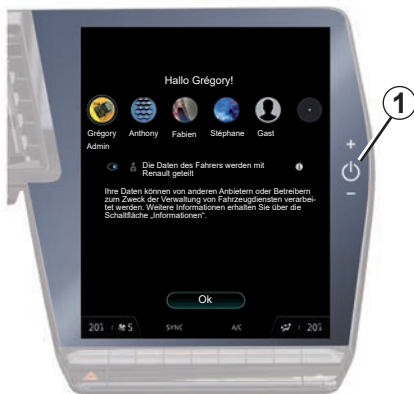 Hallo Grégory!
Grégory
Admin
Anthony
Fabien
Stéphane
Gast
+
Die Daten des Fahrers werden mit
Renault geteilt
Ihre Daten können von anderen Anbietern oder Betreibern
zum Zweck der Verwaltung von Fahrzeugdiensten verarbei-
tet werden. Weitere Informationen erhalten Sie über die
Schaltfläche „Informationen".
Ok
5
SYNC
A/C
1
+
−